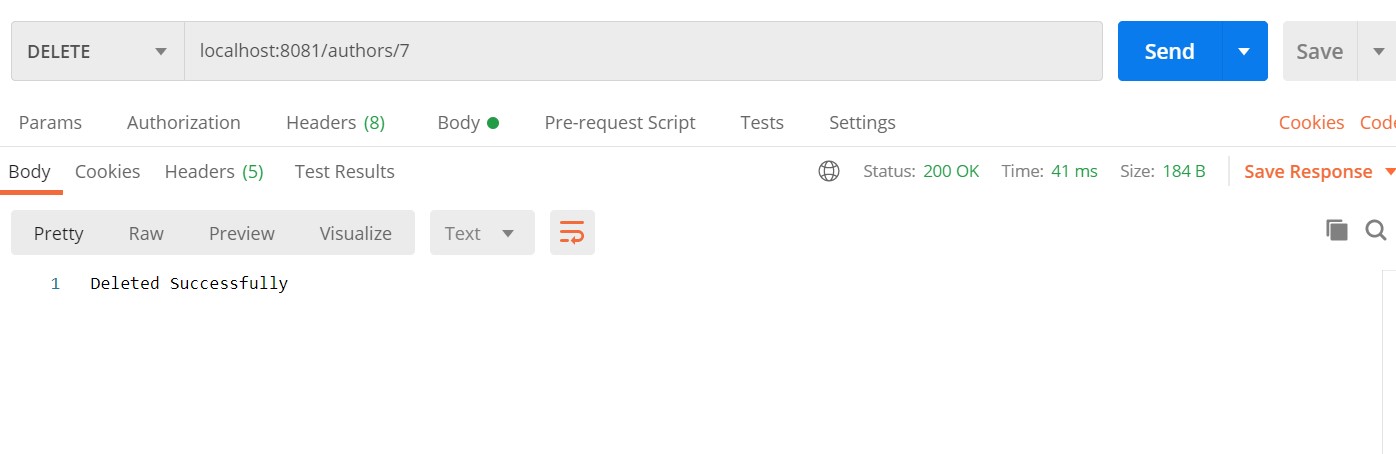 DELETE localhost:8081/authors/7 Send Save
Params Authorization Headers (8) Body Pre-request Script Tests Settings Cookies Code
Body Cookies Headers (5) Test Results Status: 200 OK Time: 41 ms Size: 184 B Save Response
Pretty Raw Preview Visualize Text
1 Deleted Successfully